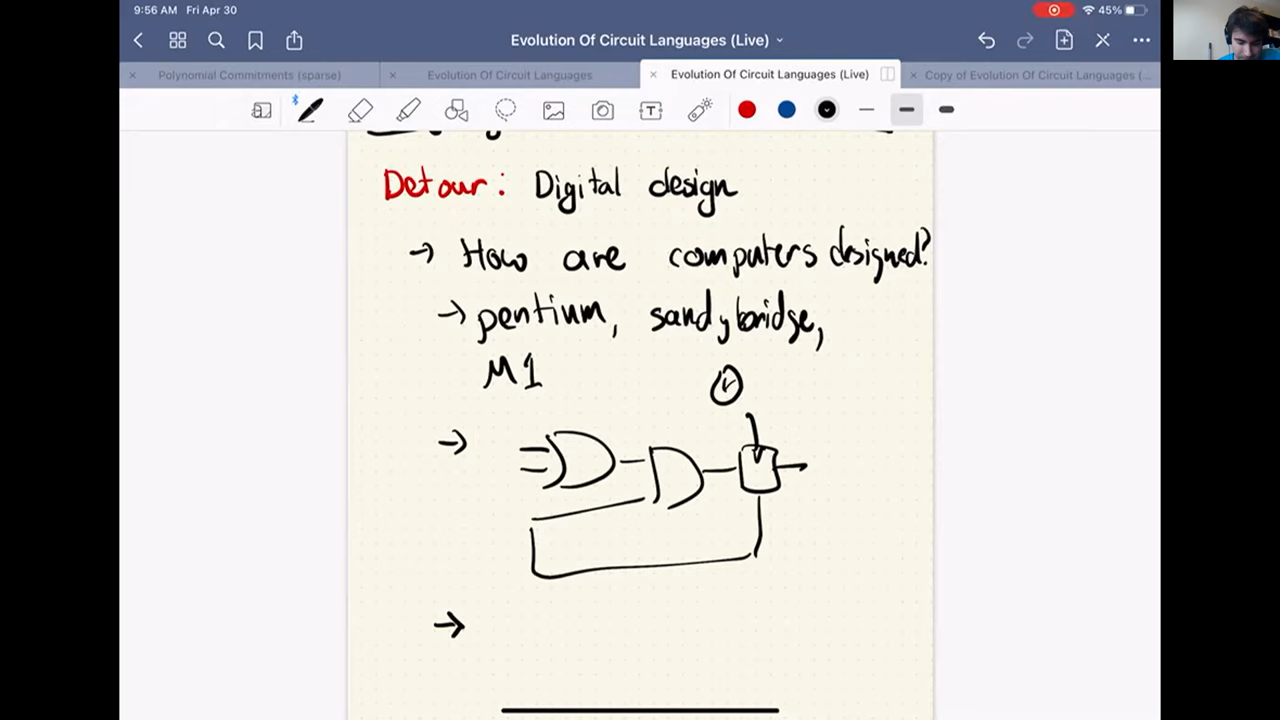 9:56 AM Fri Apr 30
45%
Evolution Of Circuit Languages (Live)
Polynomial Commitments (sparse)
Evolution Of Circuit Languages
Evolution Of Circuit Languages (Live)
Copy of Evolution Of Circuit Languages (...
T
Detour: Digital design
→ How are computers designed?
→ pentium, sandybridge,
M1
→
→